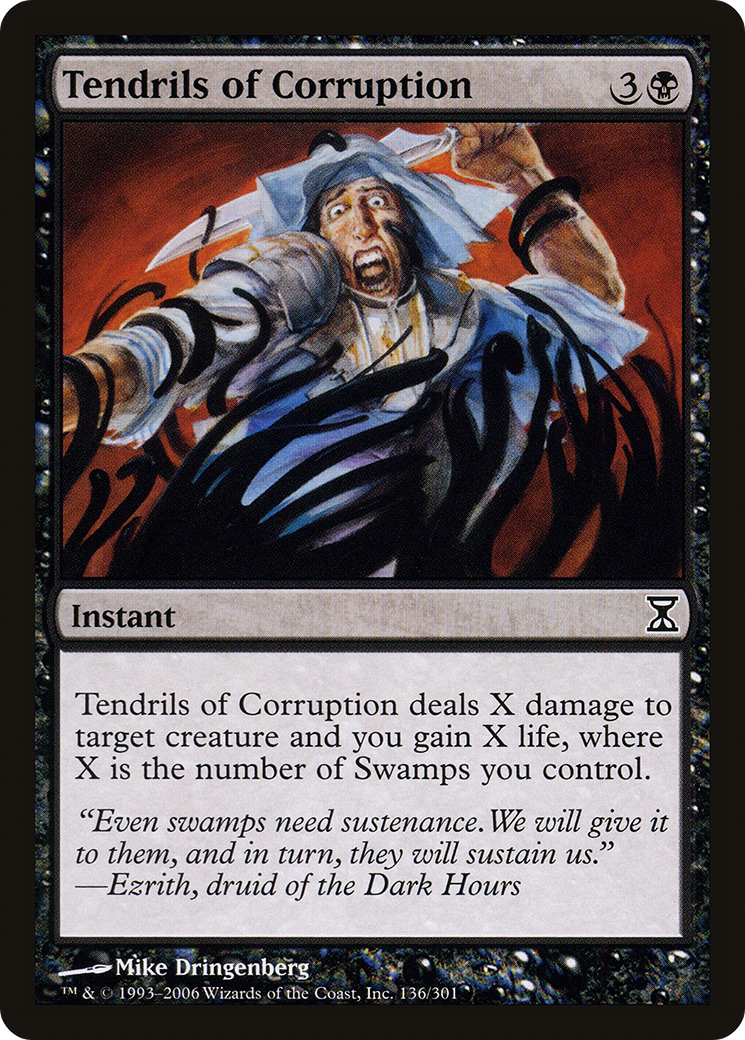 Tendrils of Corruption 3
Instant
Tendrils of Corruption deals X damage to
target creature and you gain X life, where
X is the number of Swamps you control.
“Even swamps need sustenance. We will give it
to them, and in turn, they will sustain us.”
—Ezrith, druid of the Dark Hours
Mike Dringenberg
™ & © 1993–2006 Wizards of the Coast, Inc. 136/301